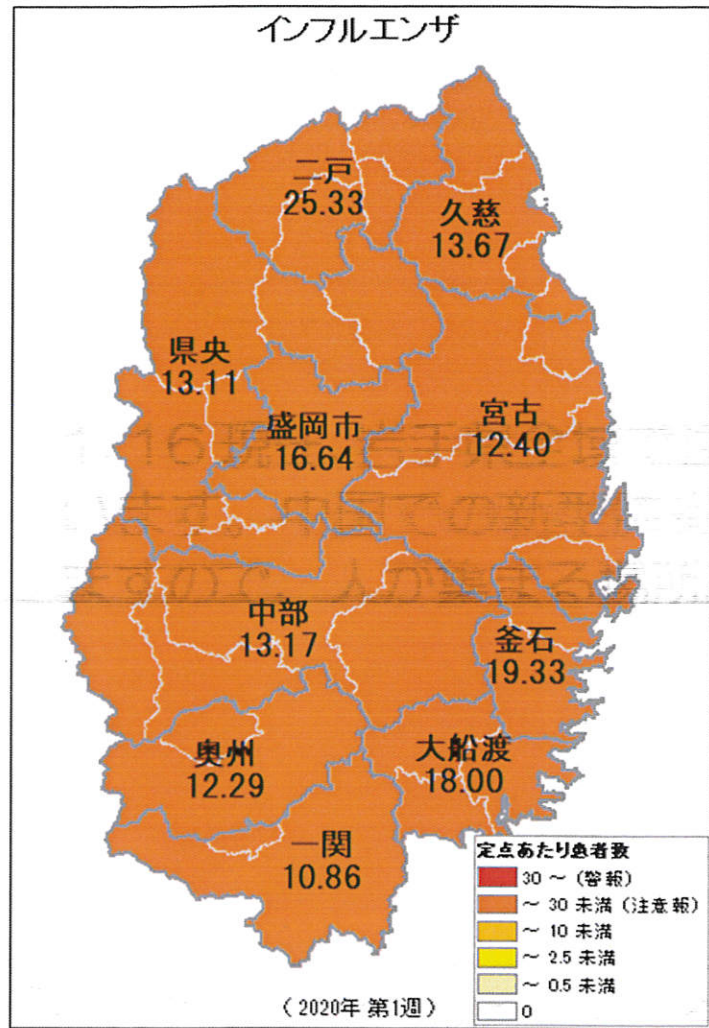 インフルエンザ
二戸
25.33
久慈
13.67
県央
13.11
盛岡市
16.64
宮古
12.40
中部
13.17
釜石
19.33
奥州
12.29
大船渡
18.00
一関
10.86
定点あたり患者数
30 ～ (警報)
～ 30 未満 (注意報)
～ 10 未満
～ 2.5 未満
～ 0.5 未満
0
(2020年 第1週)